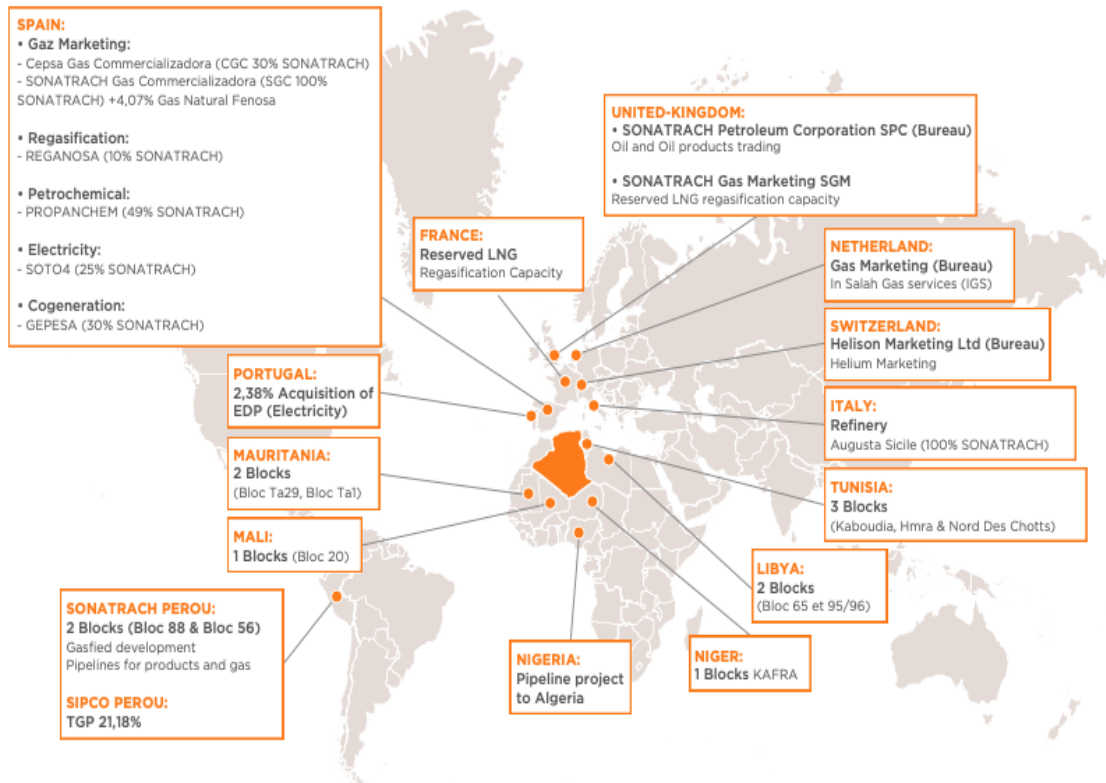 SPAIN:
• Gaz Marketing:
- Cepsa Gas Commercializadora (CGC 30% SONATRACH)
- SONATRACH Gas Commercializadora (SGC 100%
SONATRACH) +4,07% Gas Natural Fenosa
• Regasification:
- REGANOSA (10% SONATRACH)
• Petrochemical:
- PROPANCHEM (49% SONATRACH)
• Electricity:
- SOTO4 (25% SONATRACH)
• Cogeneration:
- GEPESA (30% SONATRACH)
UNITED-KINGDOM:
• SONATRACH Petroleum Corporation SPC (Bureau)
Oil and Oil products trading
• SONATRACH Gas Marketing SGM
Reserved LNG regasification capacity
FRANCE:
Reserved LNG
Regasification Capacity
NETHERLAND:
Gas Marketing (Bureau)
In Salah Gas services (IGS)
SWITZERLAND:
Helison Marketing Ltd (Bureau)
Helium Marketing
PORTUGAL:
2,38% Acquisition of
EDP (Electricity)
ITALY:
Refinery
Augusta Sicile (100% SONATRACH)
MAURITANIA:
2 Blocks
(Bloc Ta29, Bloc Ta1)
TUNISIA:
3 Blocks
(Kaboudia, Hmra & Nord Des Chotts)
MALI:
1 Blocks (Bloc 20)
LIBYA:
2 Blocks
(Bloc 65 et 95/96)
SONATRACH PEROU:
2 Blocks (Bloc 88 & Bloc 56)
Gasfied development
Pipelines for products and gas
SIPCO PEROU:
TGP 21,18%
NIGERIA:
Pipeline project
to Algeria
NIGER:
1 Blocks KAFRA